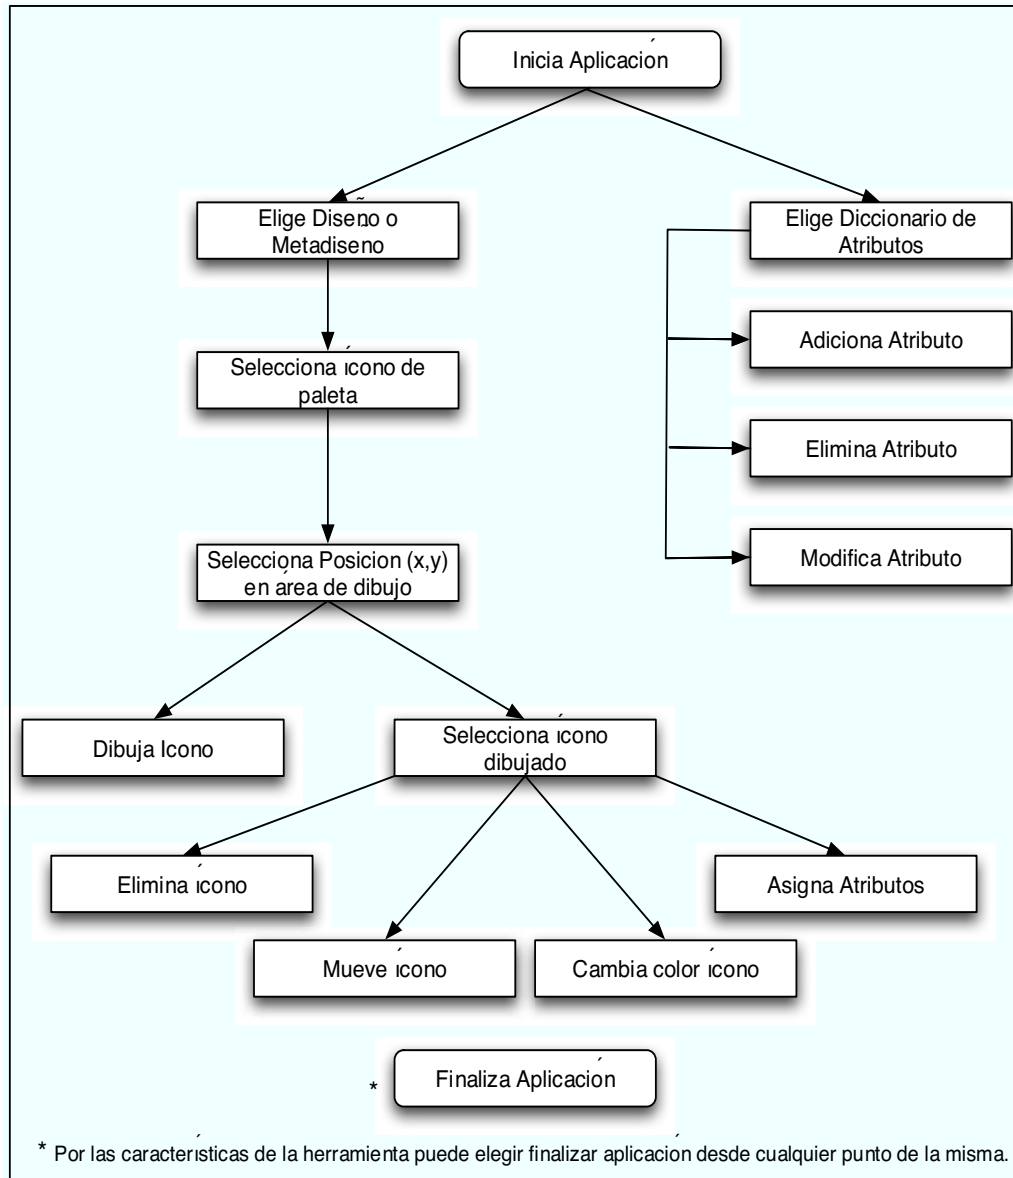 Inicia Aplicación
Elige Diseño o
Metadiseño
Elige Diccionario de
Atributos
Selecciona ícono de
paleta
Adiciona Atributo
Elimina Atributo
Selecciona Posicion (x,y)
en área de dibujo
Modifica Atributo
Dibuja Icono
Selecciona ícono
dibujado
Elimina ícono
Asigna Atributos
Mueve ícono
Cambia color ícono
* Finaliza Aplicación
* Por las características de la herramienta puede elegir finalizar aplicación desde cualquier punto de la misma.